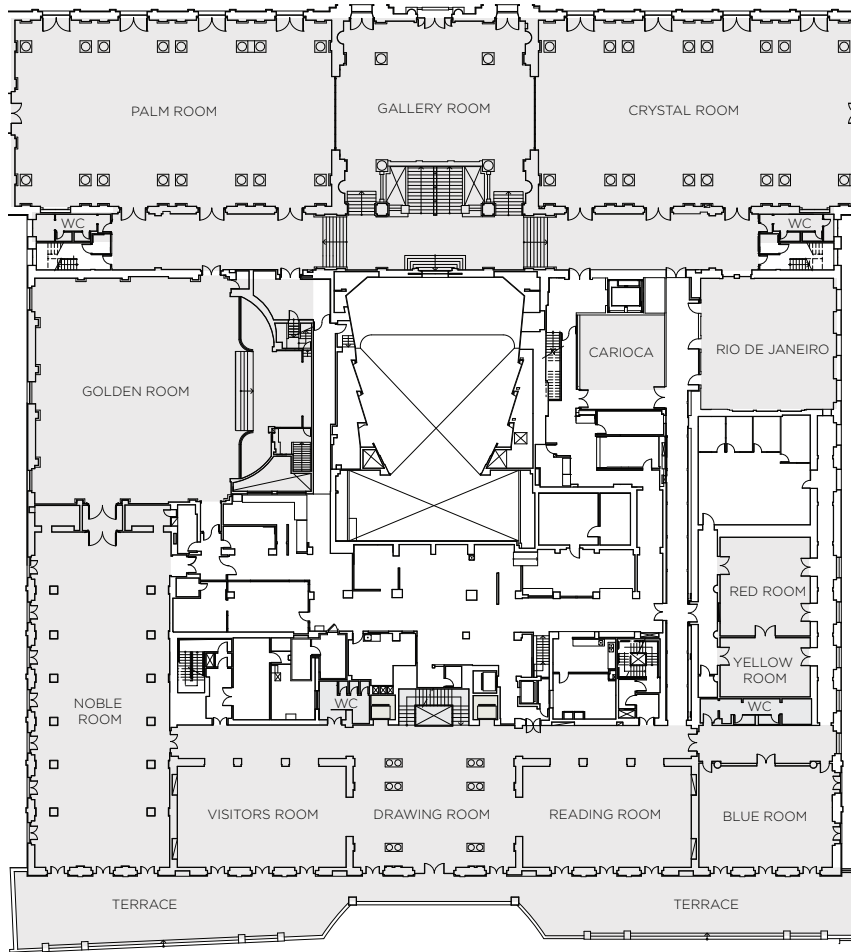 PALM ROOM
GALLERY ROOM
CRYSTAL ROOM
WC
WC
CARIOCA
RIO DE JANEIRO
GOLDEN ROOM
RED ROOM
YELLOW
ROOM
NOBLE
ROOM
WC
WC
VISITORS ROOM
DRAWING ROOM
READING ROOM
BLUE ROOM
TERRACE
TERRACE